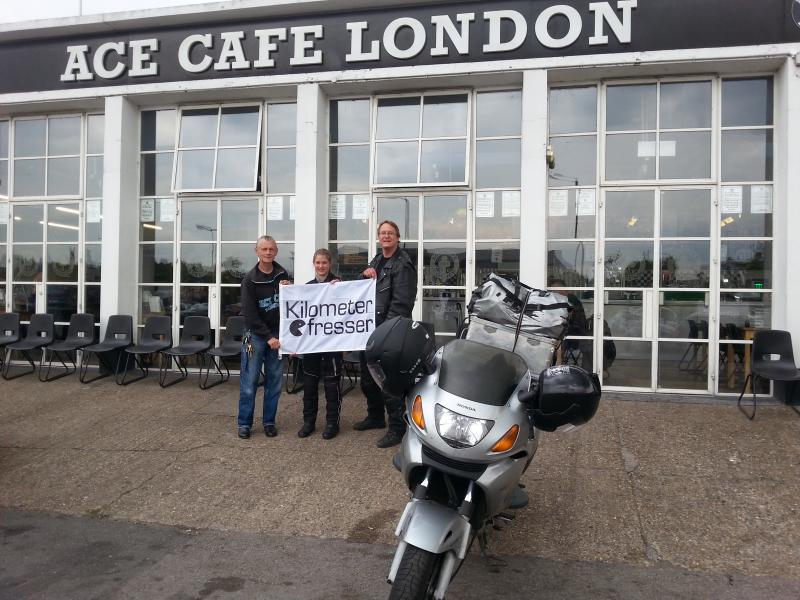 ACE CAFE LONDON
Kilometer
fresser
HONDA